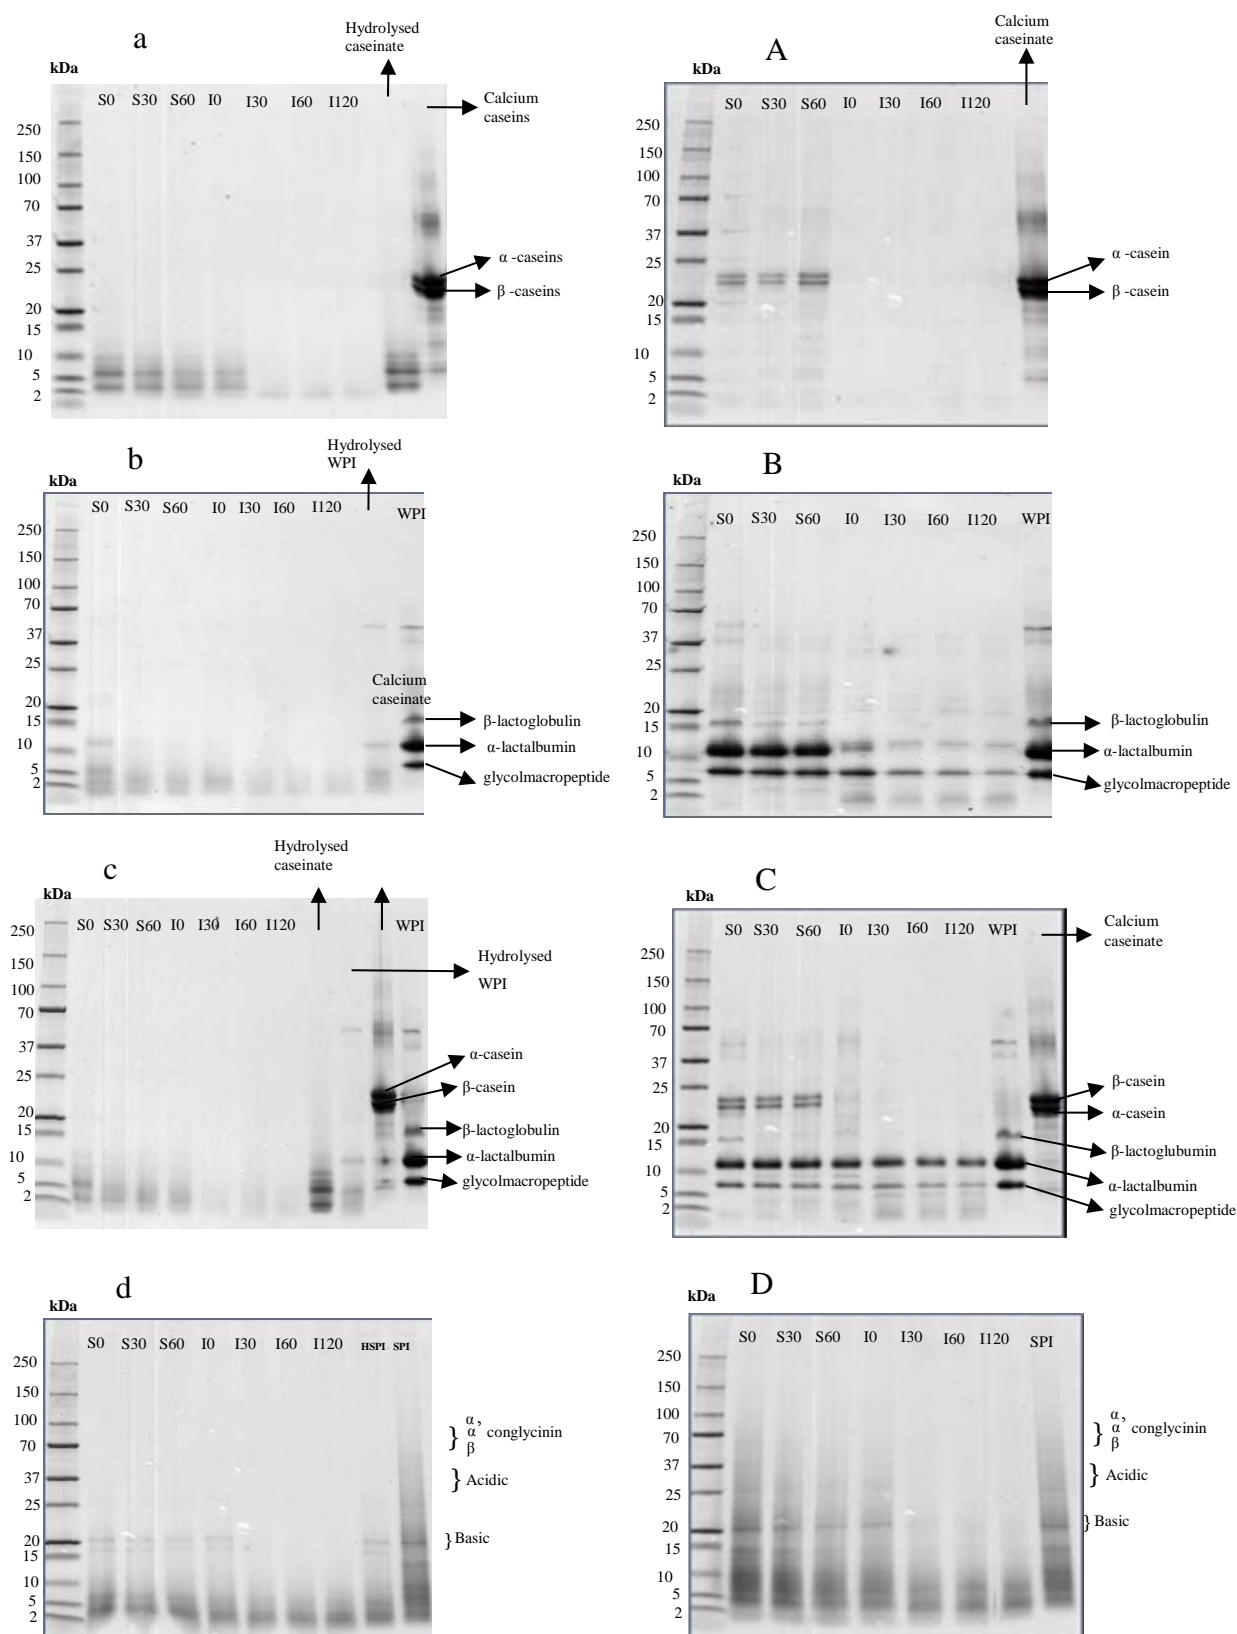 a
Hydrolysed
caseinate
kDa
S0 S30 S60 I0 I30 I60 I120
Calcium
caseins
250
150
100
70
37
25
20
15
10
5
2
α -caseins
β -caseins
A
Calcium
caseinate
kDa
S0 S30 S60 I0 I30 I60 I120
250
150
100
70
37
25
20
15
10
5
2
α -casein
β -casein
b
Hydrolysed
WPI
kDa
S0 S30 S60 I0 I30 I60 I120
WPI
250
150
100
70
37
25
20
15
10
5
2
Calcium
caseinate
β-lactoglobulin
α-lactalbumin
glycolmacropeptide
B
kDa
S0 S30 S60 I0 I30 I60 I120 WPI
250
150
100
70
37
25
20
15
10
5
2
β-lactoglobulin
α-lactalbumin
glycolmacropeptide
c
Hydrolysed
caseinate
kDa
S0 S30 S60 I0 I30 I60 I120 WPI
250
150
100
70
37
25
20
15
10
5
2
Hydrolysed
WPI
α-casein
β-casein
β-lactoglobulin
α-lactalbumin
glycolmacropeptide
C
kDa
S0 S30 S60 I0 I30 I60 I120 WPI
Calcium
caseinate
250
150
100
70
37
25
20
15
10
5
2
β-casein
α-casein
β-lactoglubumin
α-lactalbumin
glycolmacropeptide
d
kDa
S0 S30 S60 I0 I30 I60 I120 HSPI SPI
250
150
100
70
37
25
20
15
10
5
2
α,
} α conglycinin
β
} Acidic
} Basic
D
kDa
S0 S30 S60 I0 I30 I60 I120 SPI
250
150
100
70
37
25
20
15
10
5
2
α,
} α conglycinin
β
} Acidic
} Basic